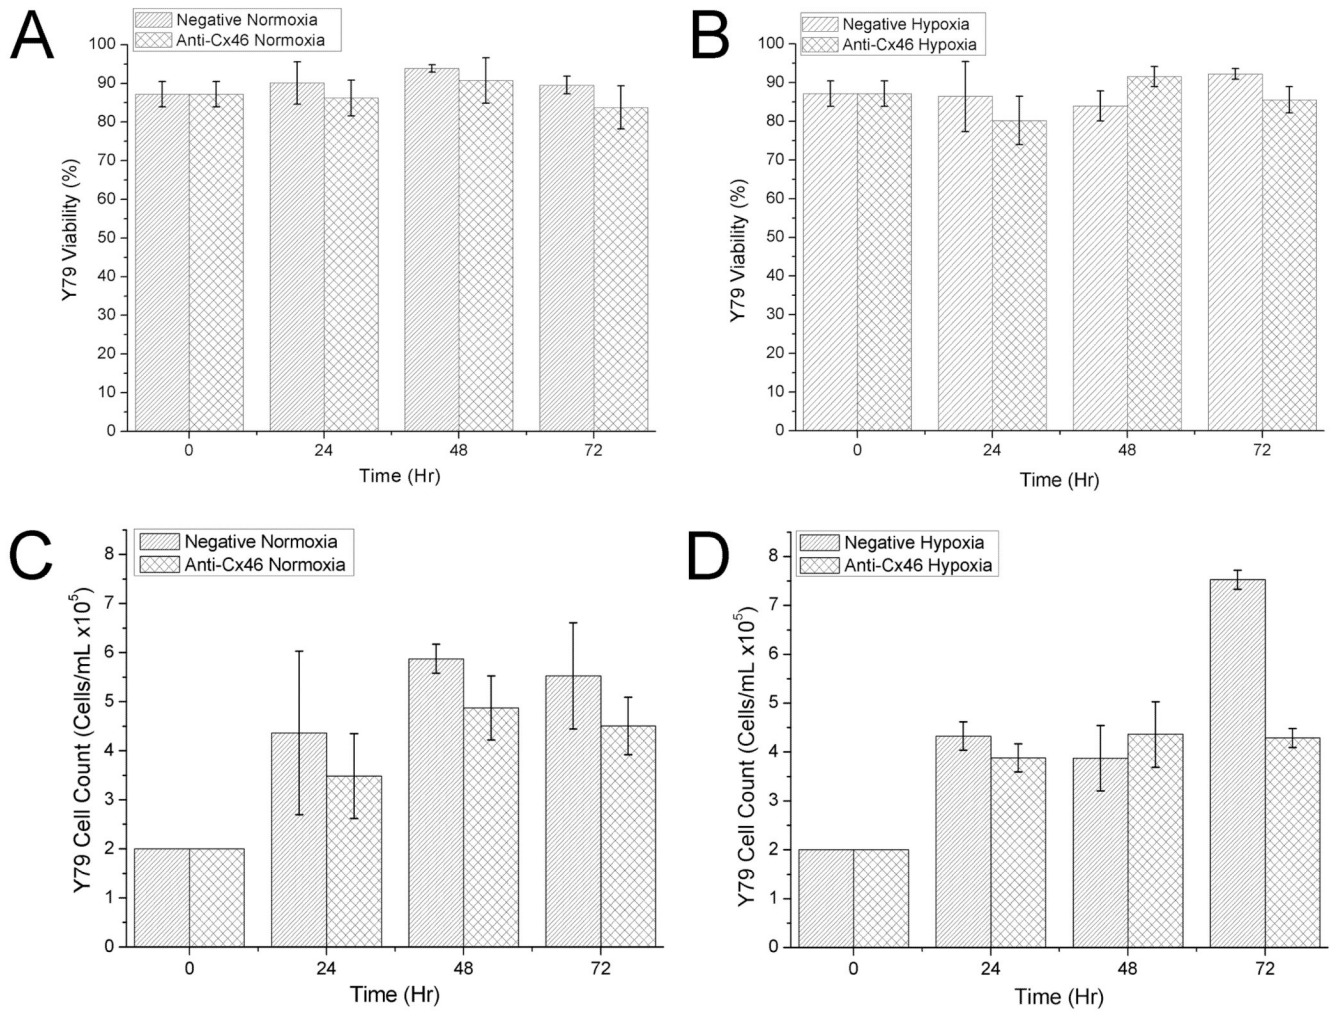 A
Negative Normoxia
Anti-Cx46 Normoxia
Y79 Viability (%)
100
90
80
70
60
50
40
30
20
10
0
0 24 48 72
Time (Hr)
B
Negative Hypoxia
Anti-Cx46 Hypoxia
Y79 Viability (%)
100
90
80
70
60
50
40
30
20
10
0
0 24 48 72
Time (Hr)
C
Negative Normoxia
Anti-Cx46 Normoxia
Y79 Cell Count (Cells/mL x10⁵)
8
7
6
5
4
3
2
1
0
0 24 48 72
Time (Hr)
D
Negative Hypoxia
Anti-Cx46 Hypoxia
Y79 Cell Count (Cells/mL x10⁵)
8
7
6
5
4
3
2
1
0
0 24 48 72
Time (Hr)